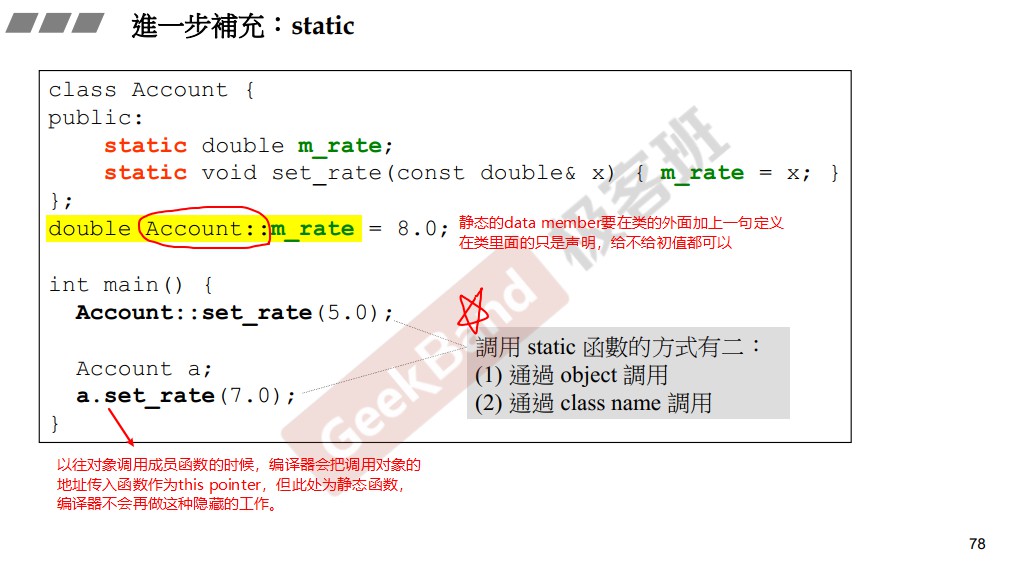 進一步補充：static
class Account {
public:
static double m_rate;
static void set_rate(const double& x) { m_rate = x; }
};
double Account::m_rate = 8.0;
静态的data member要在类的外面加上一句定义
在类里面的只是声明，给不给初值都可以
int main() {
Account::set_rate(5.0);
調用 static 函數的方式有二：
(1) 通過 object 調用
(2) 通過 class name 調用
Account a;
a.set_rate(7.0);
}
以往对象调用成员函数的时候，编译器会把调用对象的
地址传入函数作为this pointer，但此处为静态函数，
编译器不会再做这种隐藏的工作。
GeekBand 极客班
78